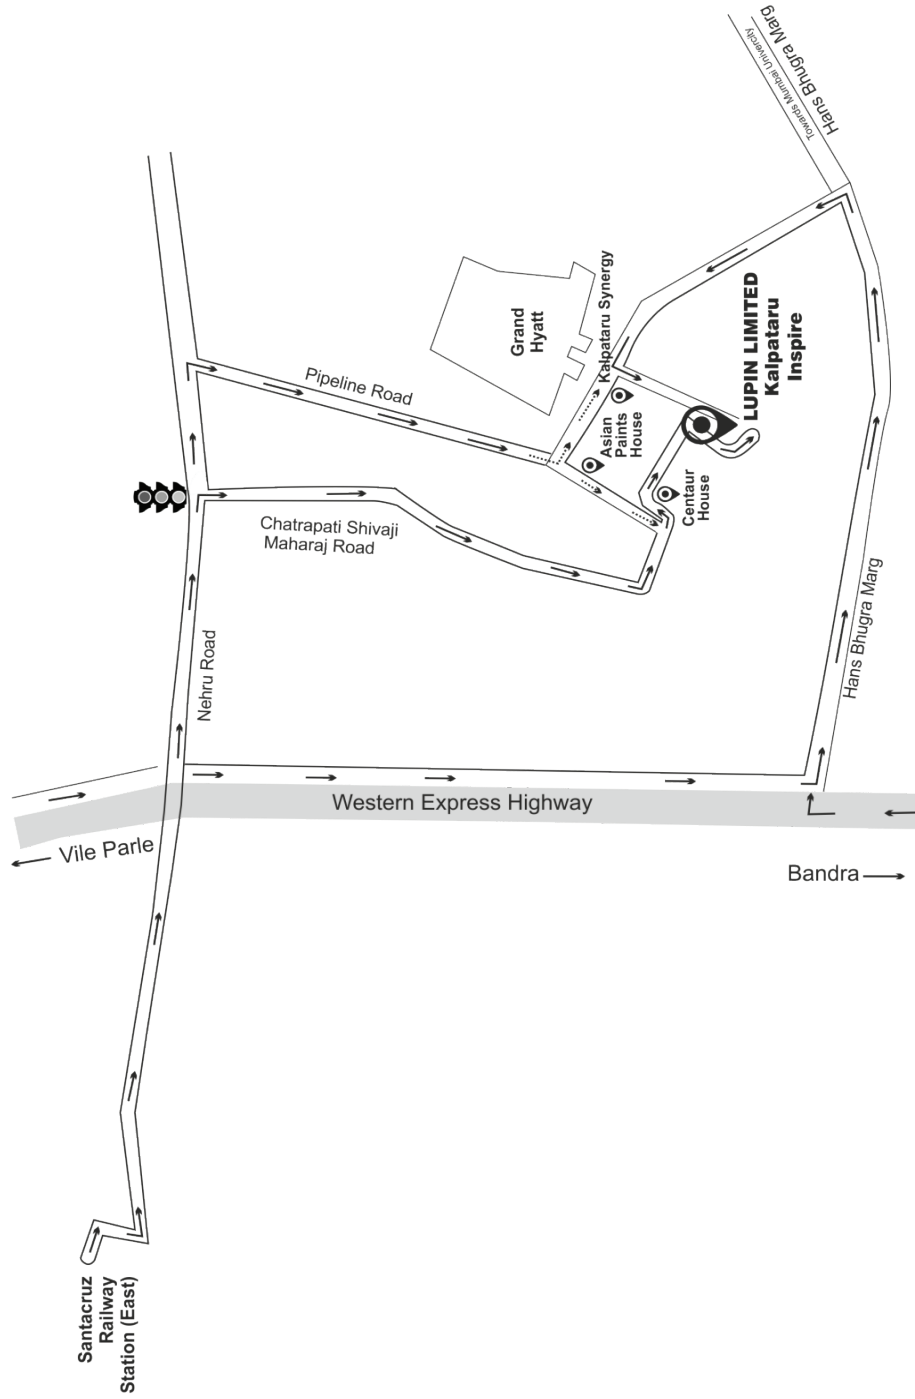 Hans Bhugra Marg
Towards Mumbai Univercity
Kalpataru Synergy
Grand
Hyatt
LUPIN LIMITED
Kalpataru
Inspire
Pipeline Road
Asian
Paints
House
Centaur
House
Chatrapati Shivaji
Maharaj Road
Nehru Road
Hans Bhugra Marg
Western Express Highway
Vile Parle
Bandra
Santacruz
Railway
Station (East)